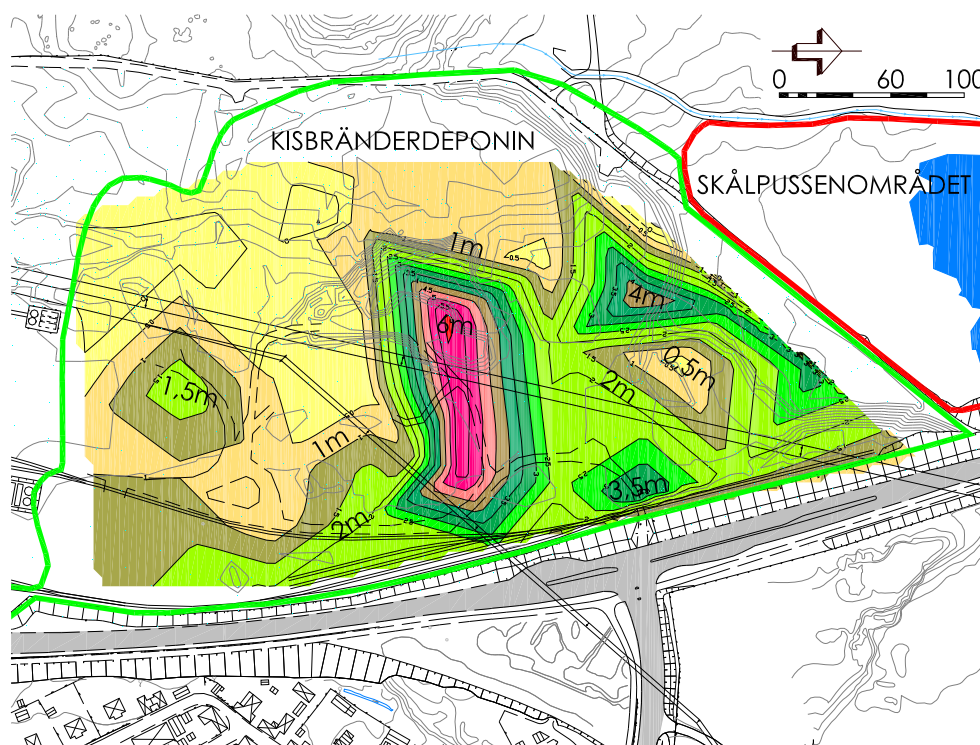 0 60 100
KISBRÄNDERDEPONIN
SKÅLPUSSENOMRÅDET
1m
4m
6m
0,5m
1,5m
2m
1m
3,5m
2m